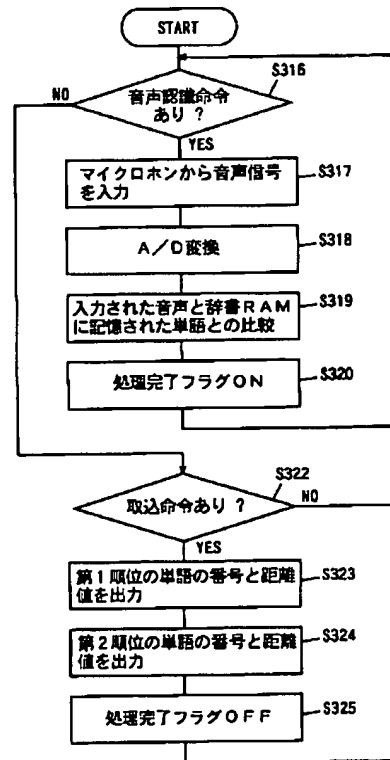 START
S316
NO
音声認識命令
あり ?
YES
マイクロホンから音声信号
を入力
S317
A/D変換
S318
入力された音声と辞書RAM
に記憶された単語との比較
S319
処理完了フラグON
S320
S322
取込命令あり ?
NO
YES
第1順位の単語の番号と距離
値を出力
S323
第2順位の単語の番号と距離
値を出力
S324
処理完了フラグOFF
S325